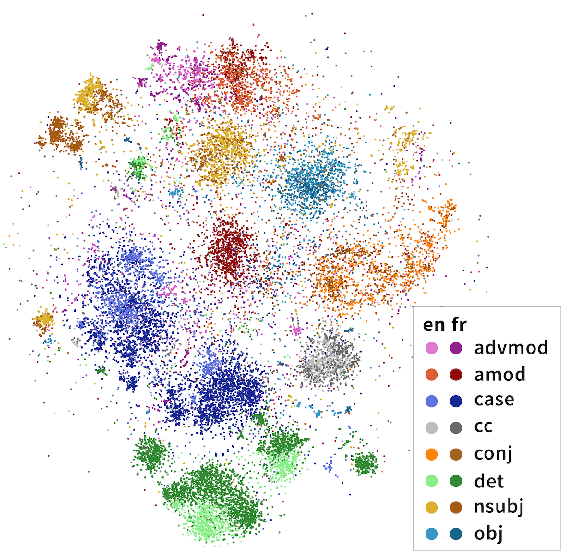 en fr
advmod
amod
case
cc
conj
det
nsubj
obj